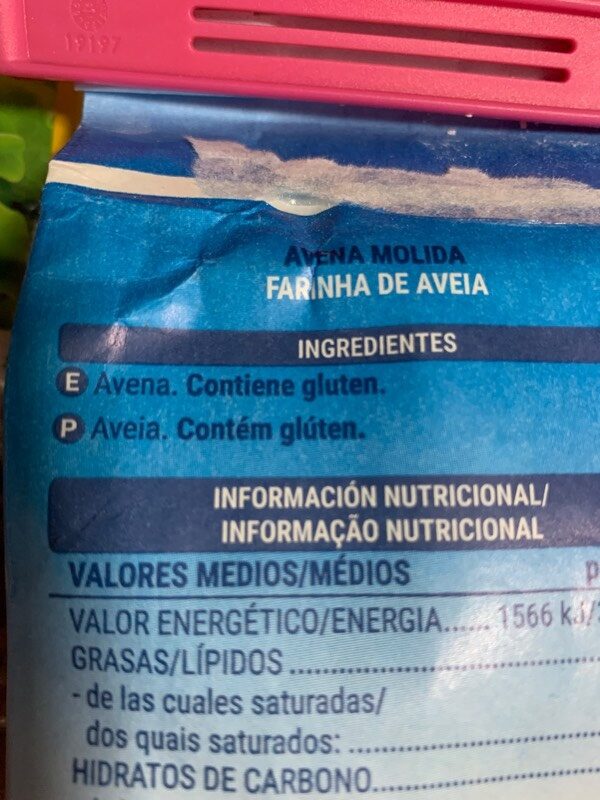 19197
AVENA MOLIDA
FARINHA DE AVEIA
INGREDIENTES
E Avena. Contiene gluten.
P Aveia. Contém glúten.
INFORMACIÓN NUTRICIONAL/
INFORMAÇÃO NUTRICIONAL
VALORES MEDIOS/MÉDIOS
VALOR ENERGÉTICO/ENERGIA...... 1566 kJ/
GRASAS/LÍPIDOS
- de las cuales saturadas/
dos quais saturados:
HIDRATOS DE CARBONO